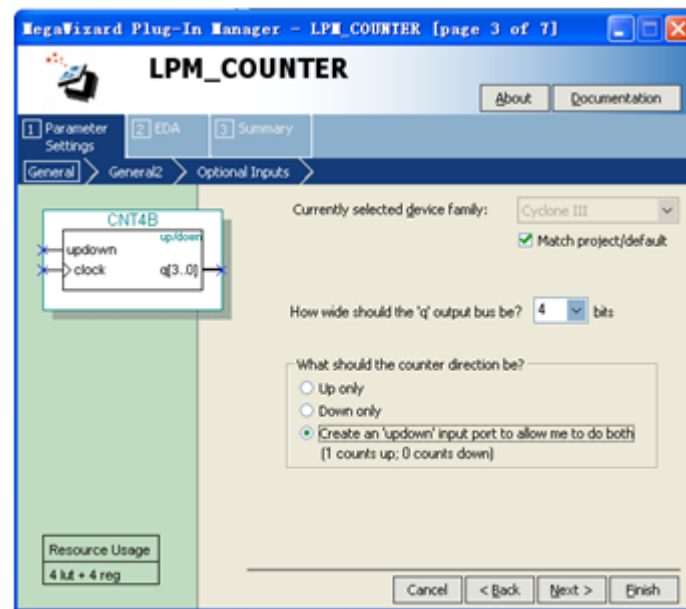 MegaWizard Plug-In Manager - LPM_COUNTER [page 3 of 7]
LPM_COUNTER
About
Documentation
1 Parameter Settings
2 EDA
3 Summary
General
General2
Optional Inputs
CNT4B
up/down
updown
clock
q[3..0]
Currently selected device family:
Cyclone III
Match project/default
How wide should the 'q' output bus be?
4
bits
What should the counter direction be?
Up only
Down only
Create an 'updown' input port to allow me to do both
(1 counts up; 0 counts down)
Resource Usage
4 lut + 4 reg
Cancel
< Back
Next >
Finish